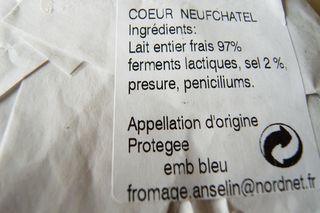 COEUR NEUFCHATEL
Ingrédients:
Lait entier frais 97%
ferments lactiques, sel 2 %,
presure, peniciliums.
Appellation d'origine
Protegee
emb bleu
fromage.anselin@nordnet.fr